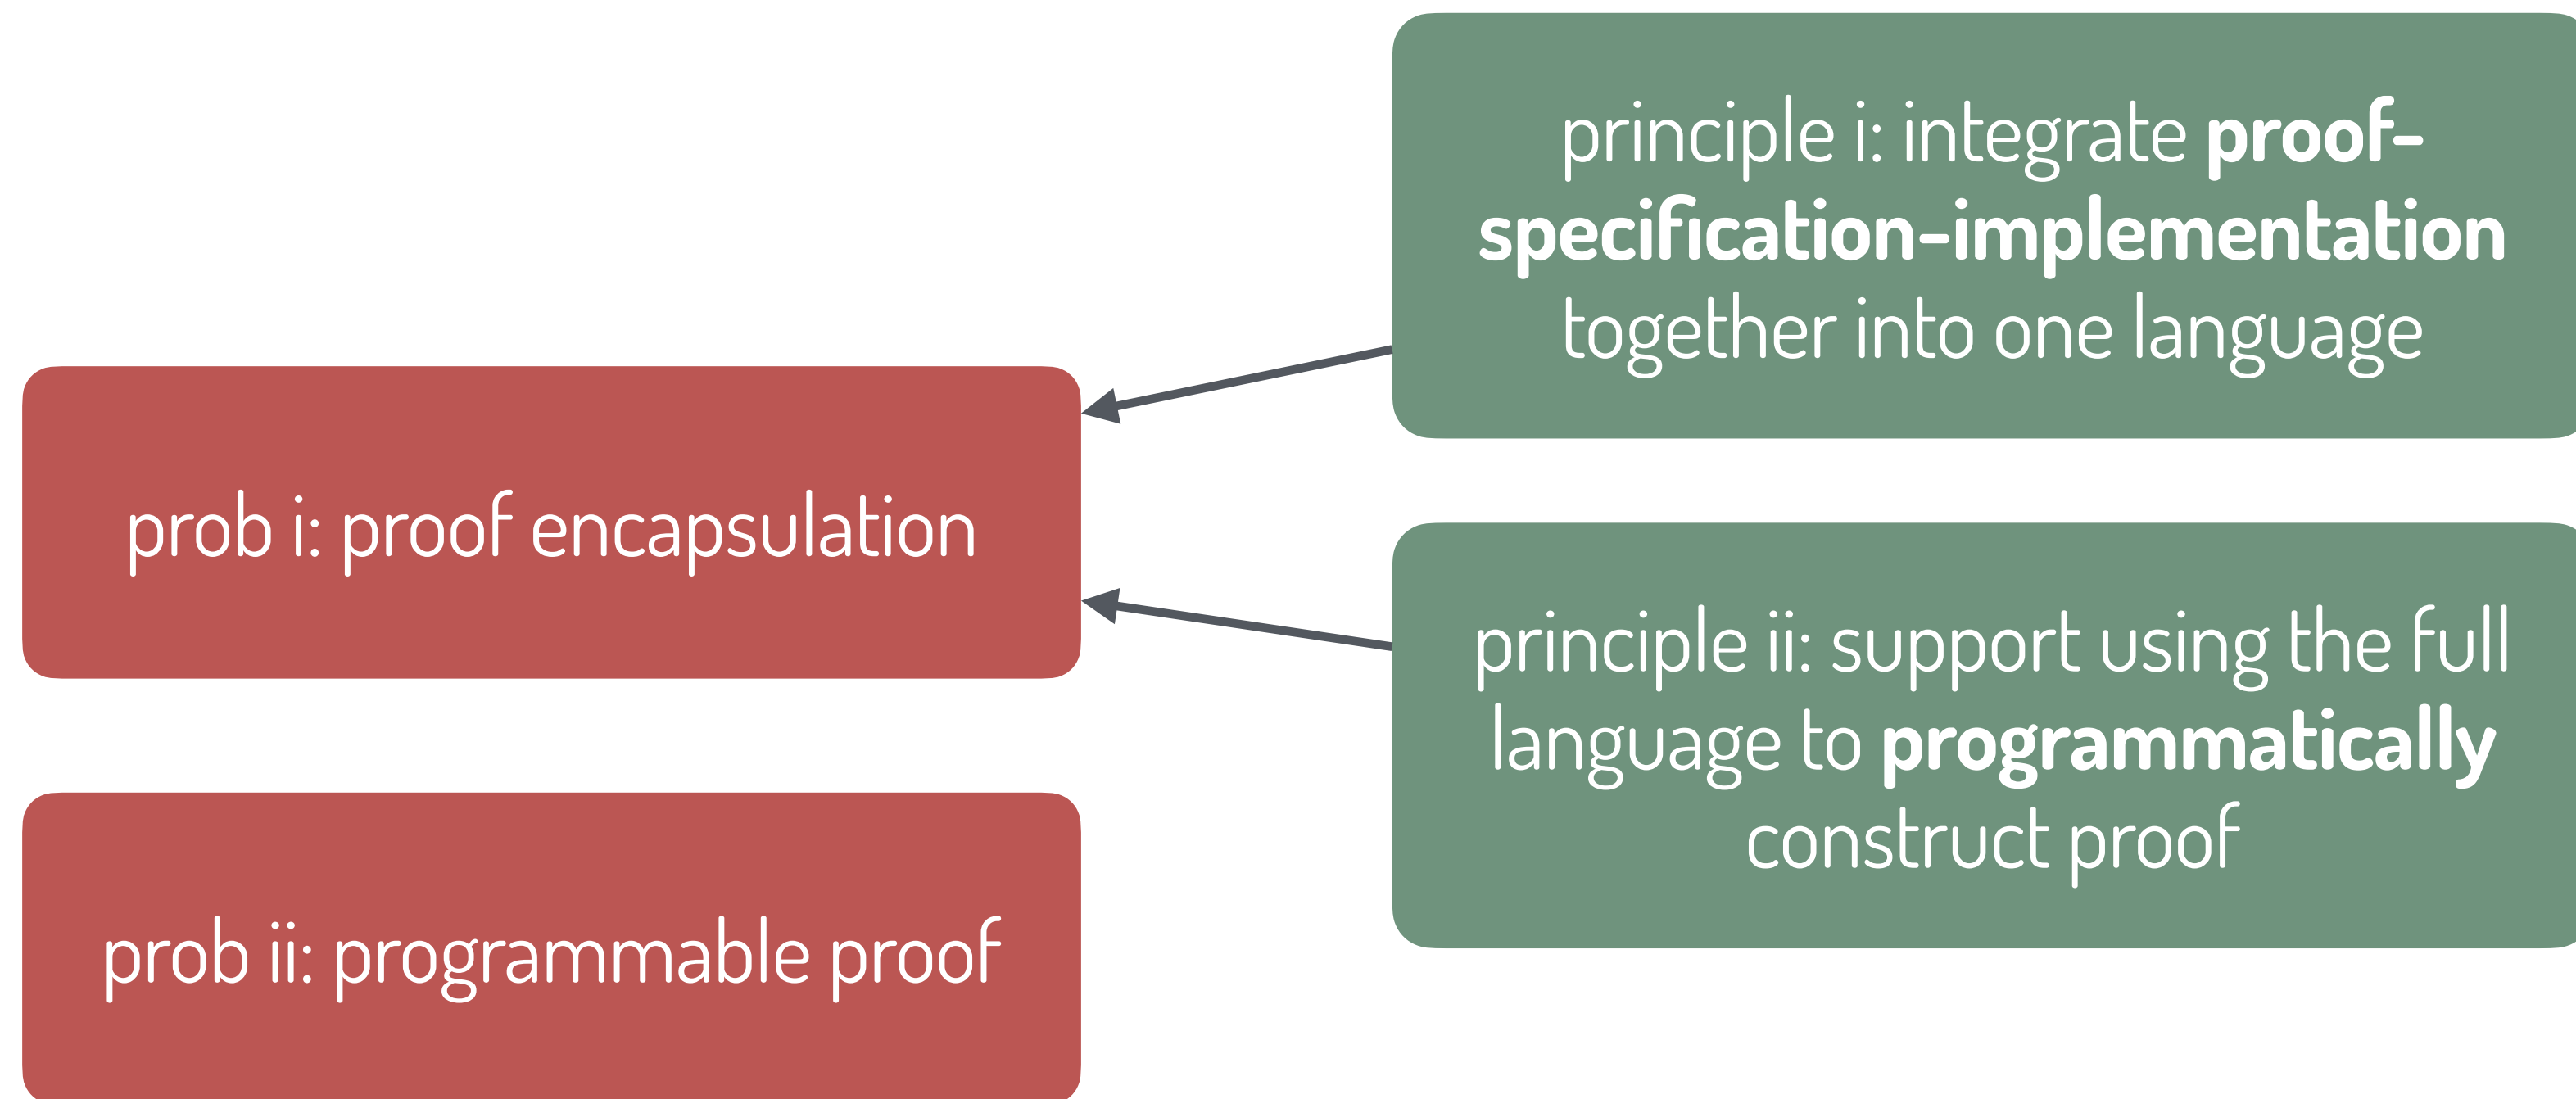 prob i: proof encapsulation
prob ii: programmable proof
principle i: integrate proof-
specification-implementation
together into one language
principle ii: support using the full
language to programmatically
construct proof